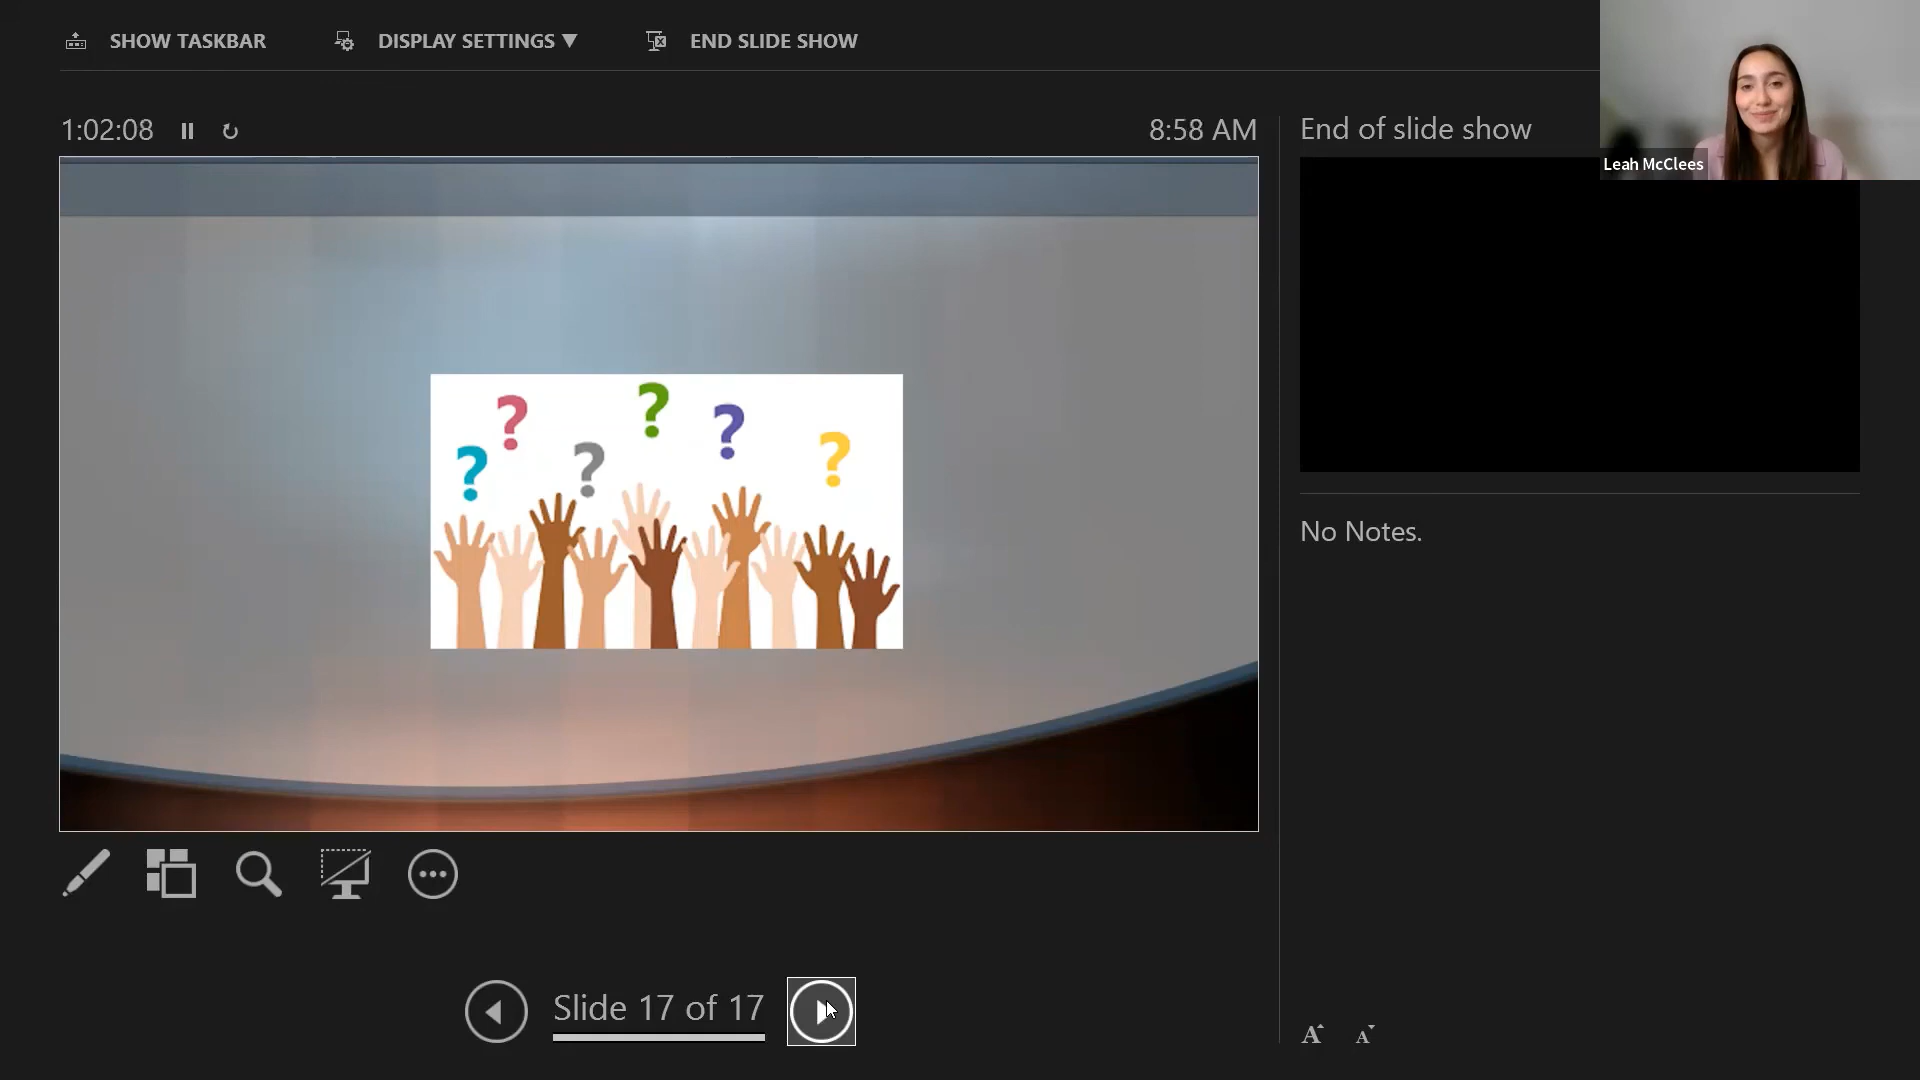 SHOW TASKBAR
DISPLAY SETTINGS ▼
END SLIDE SHOW
1:02:08
8:58 AM
End of slide show
Leah McClees
? ? ? ? ? ?
No Notes.
Slide 17 of 17
A A